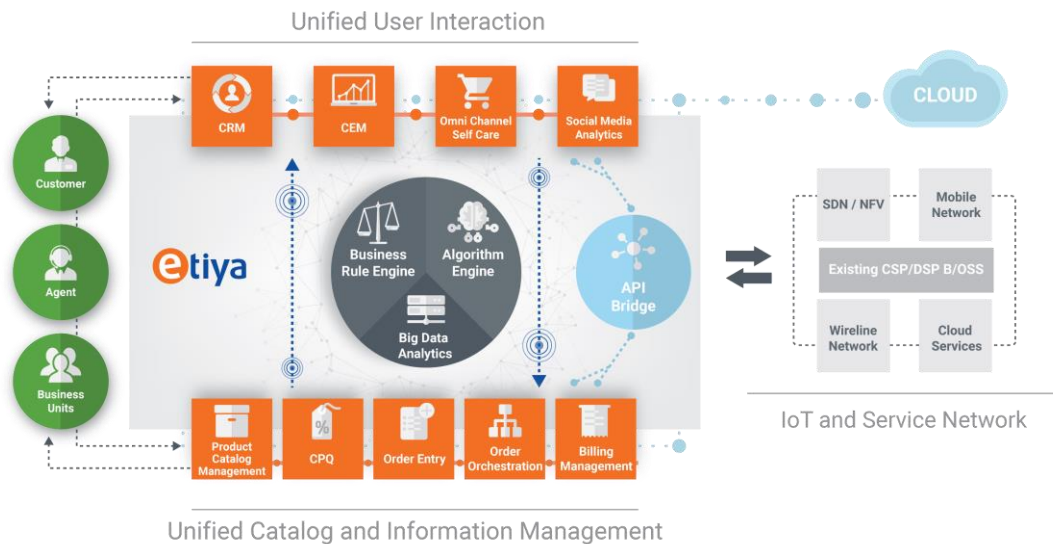 Unified User Interaction
CRM
CEM
Omni Channel
Self Care
Social Media
Analytics
CLOUD
Customer
Agent
Business
Units
etiya
Business
Rule Engine
Algorithm
Engine
Big Data
Analytics
API
Bridge
SDN / NFV
Mobile
Network
Existing CSP/DSP B/OSS
Wireline
Network
Cloud
Services
IoT and Service Network
Product
Catalog
Management
%
CPQ
Order Entry
Order
Orchestration
Billing
Management
Unified Catalog and Information Management